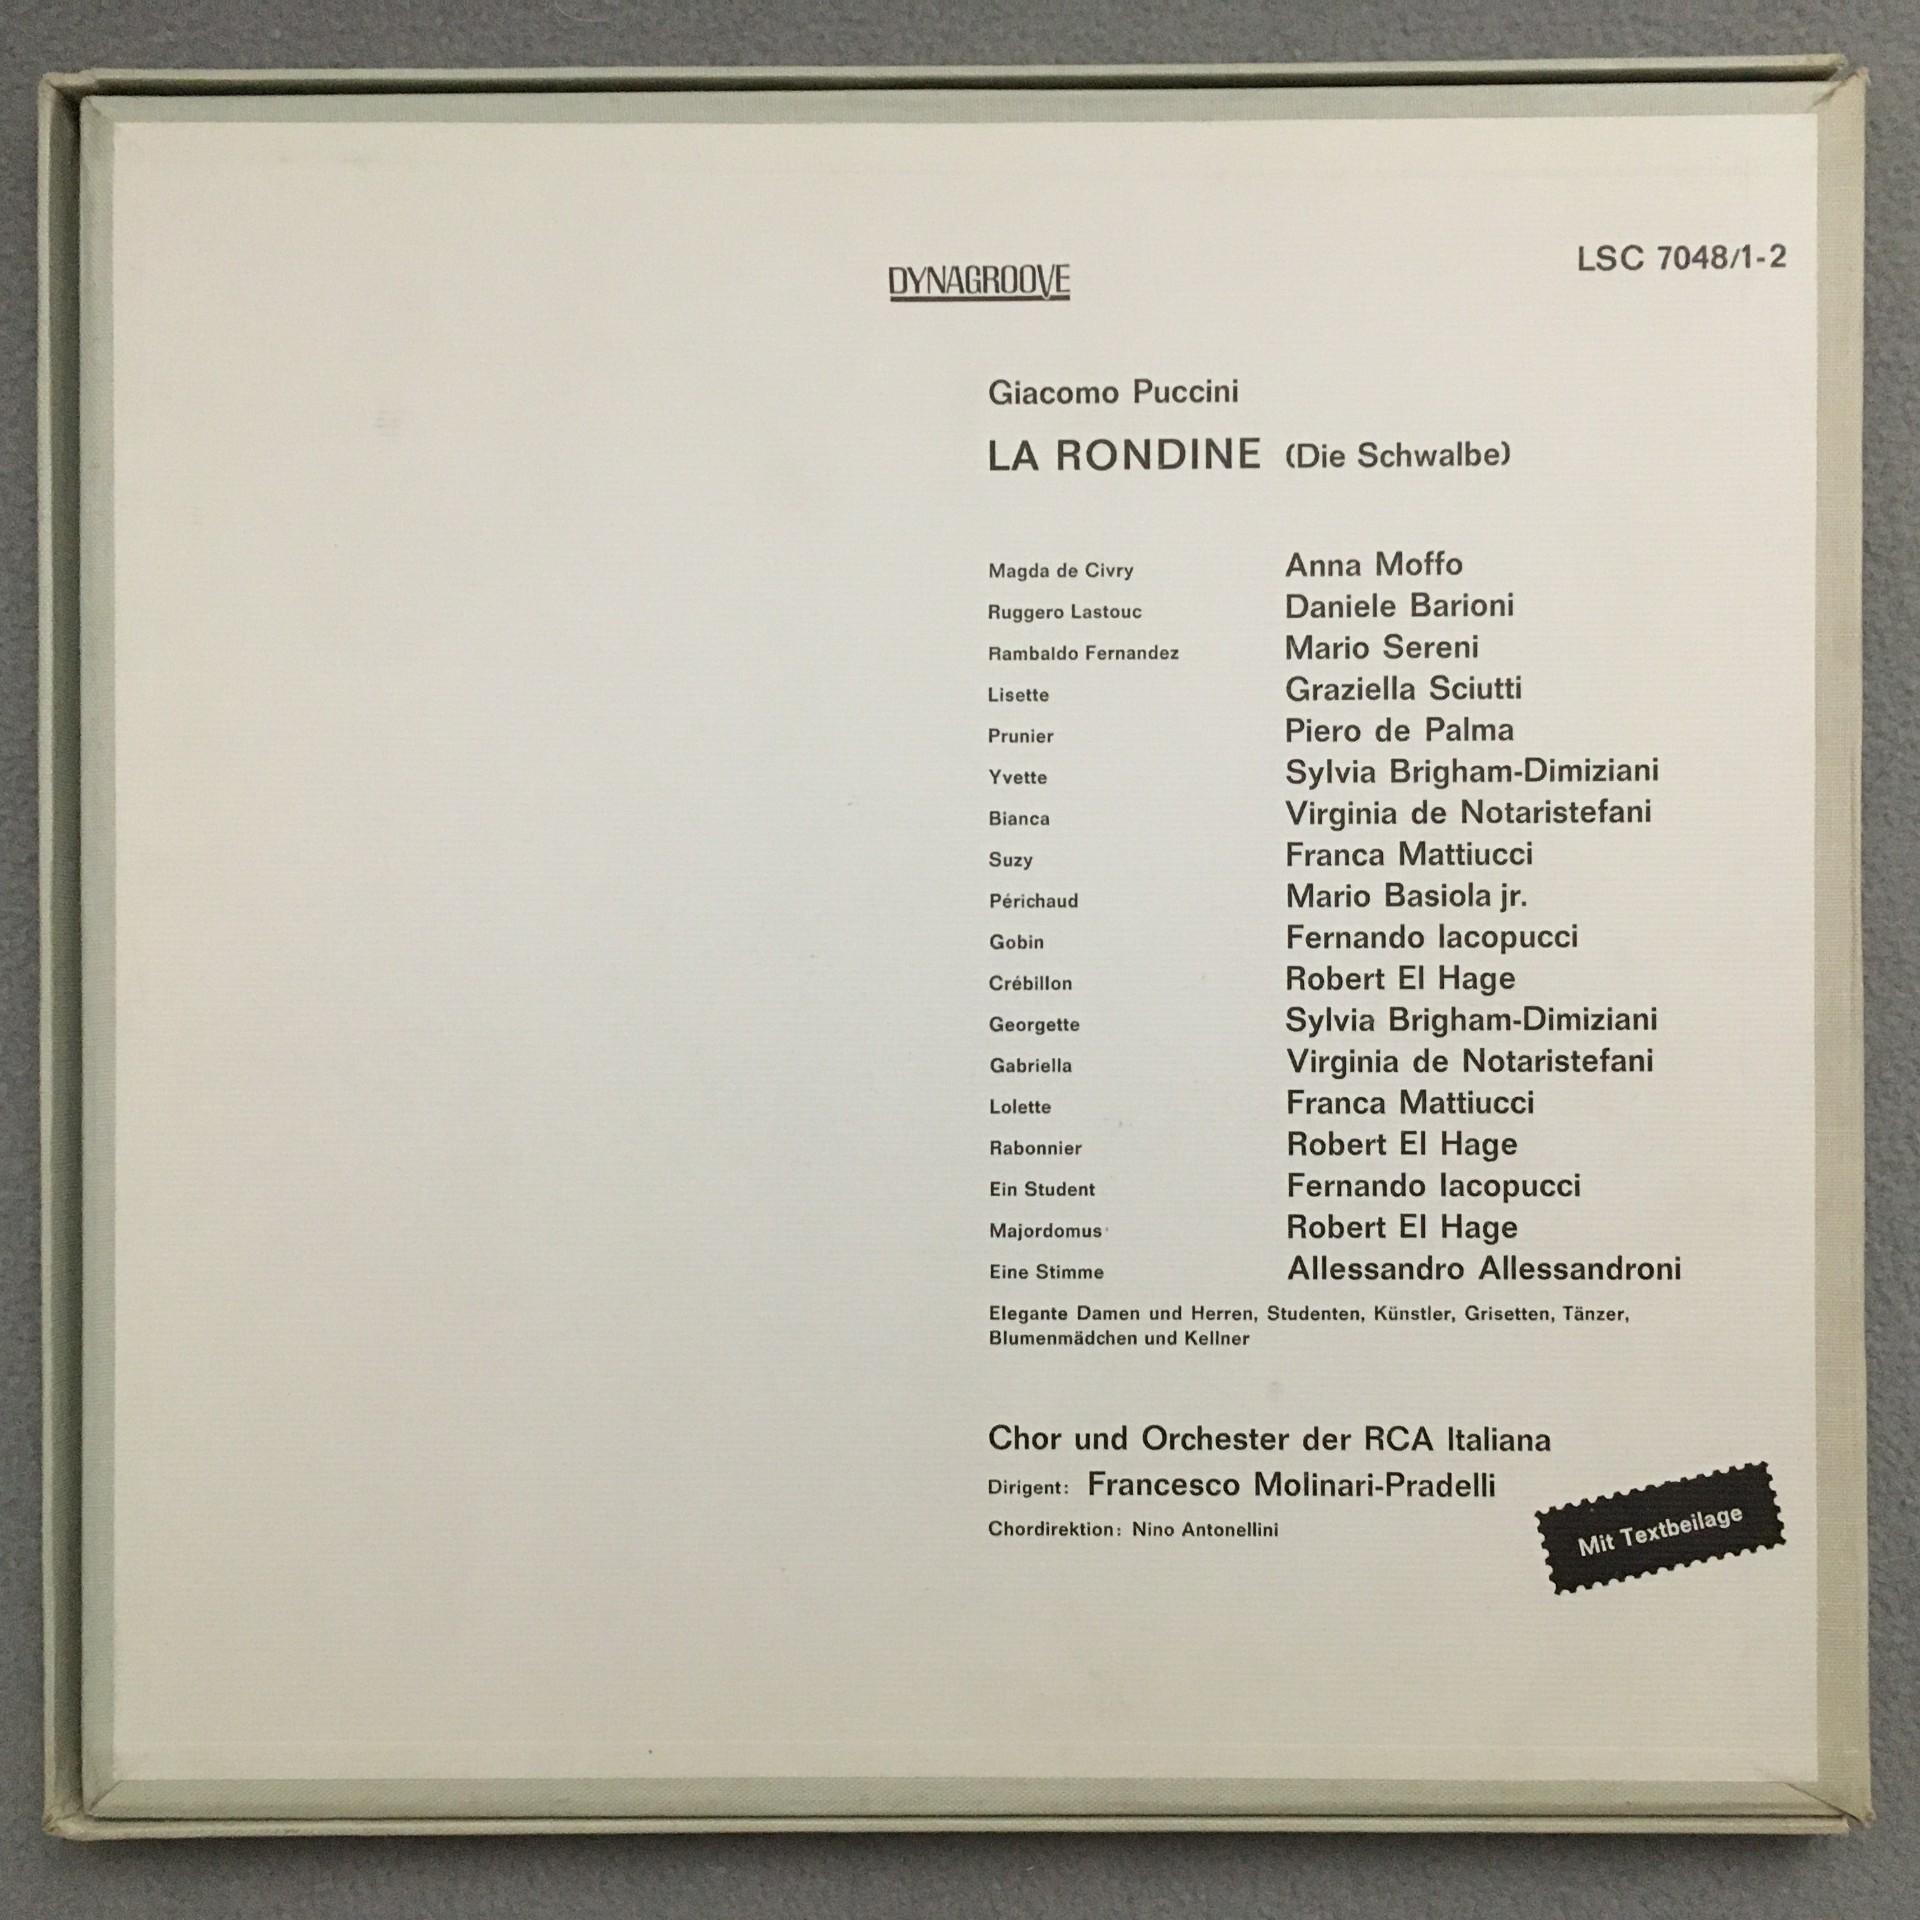 LSC 7048/1-2
DYNAGROOVE
Giacomo Puccini
LA RONDINE (Die Schwalbe)
Magda de Civry Anna Moffo
Ruggero Lastouc Daniele Barioni
Rambaldo Fernandez Mario Sereni
Lisette Graziella Sciutti
Prunier Piero de Palma
Yvette Sylvia Brigham-Dimiziani
Bianca Virginia de Notaristefani
Suzy Franca Mattiucci
Périchaud Mario Basiola jr.
Gobin Fernando Iacopucci
Crébillon Robert El Hage
Georgette Sylvia Brigham-Dimiziani
Gabriella Virginia de Notaristefani
Lolette Franca Mattiucci
Rabonnier Robert El Hage
Ein Student Fernando Iacopucci
Majordomus Robert El Hage
Eine Stimme Allessandro Allessandroni
Elegante Damen und Herren, Studenten, Künstler, Grisetten, Tänzer,
Blumenmädchen und Kellner
Chor und Orchester der RCA Italiana
Dirigent: Francesco Molinari-Pradelli
Chordirektion: Nino Antonellini
Mit Textbeilage